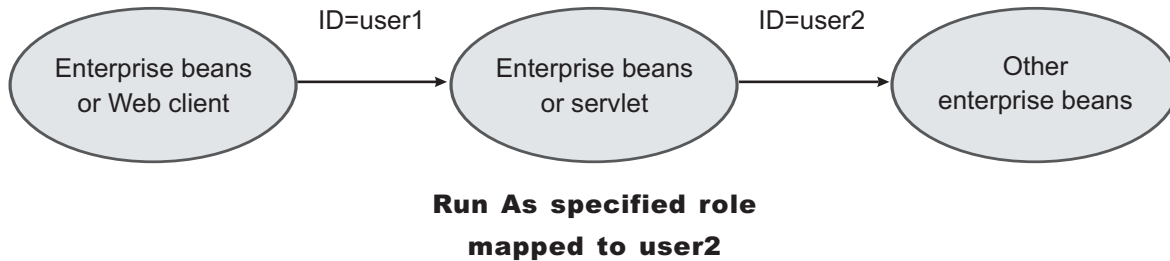 ID=user1
ID=user2
Enterprise beans
or Web client
Enterprise beans
or servlet
Other
enterprise beans
Run As specified role
mapped to user2